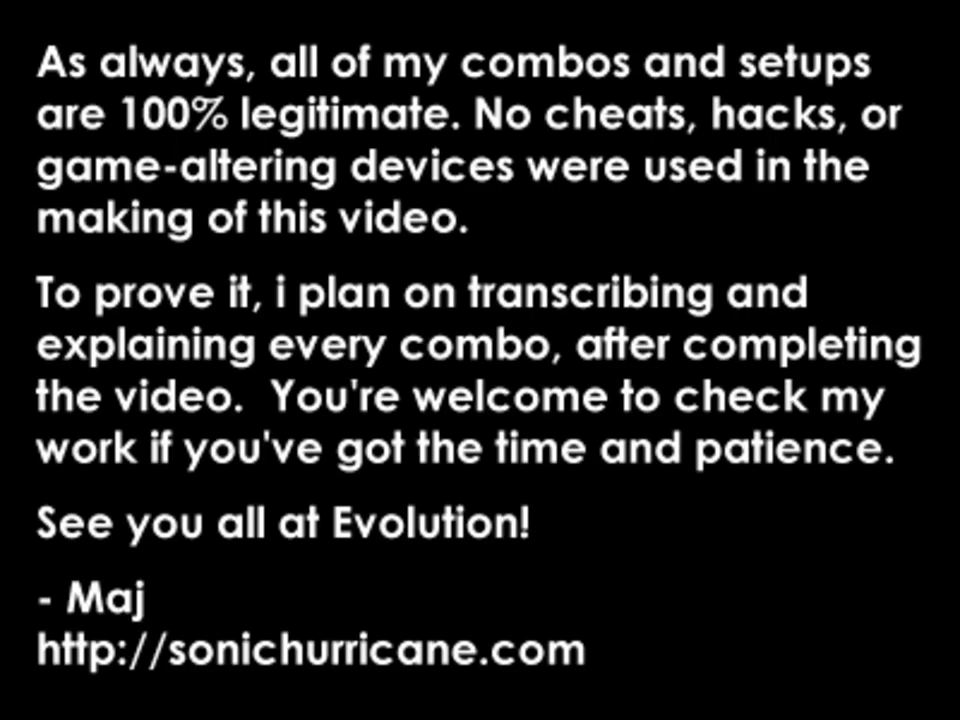 As always, all of my combos and setups
are 100% legitimate. No cheats, hacks, or
game-altering devices were used in the
making of this video.
To prove it, i plan on transcribing and
explaining every combo, after completing
the video.  You're welcome to check my
work if you've got the time and patience.
See you all at Evolution!
- Maj
http://sonichurricane.com